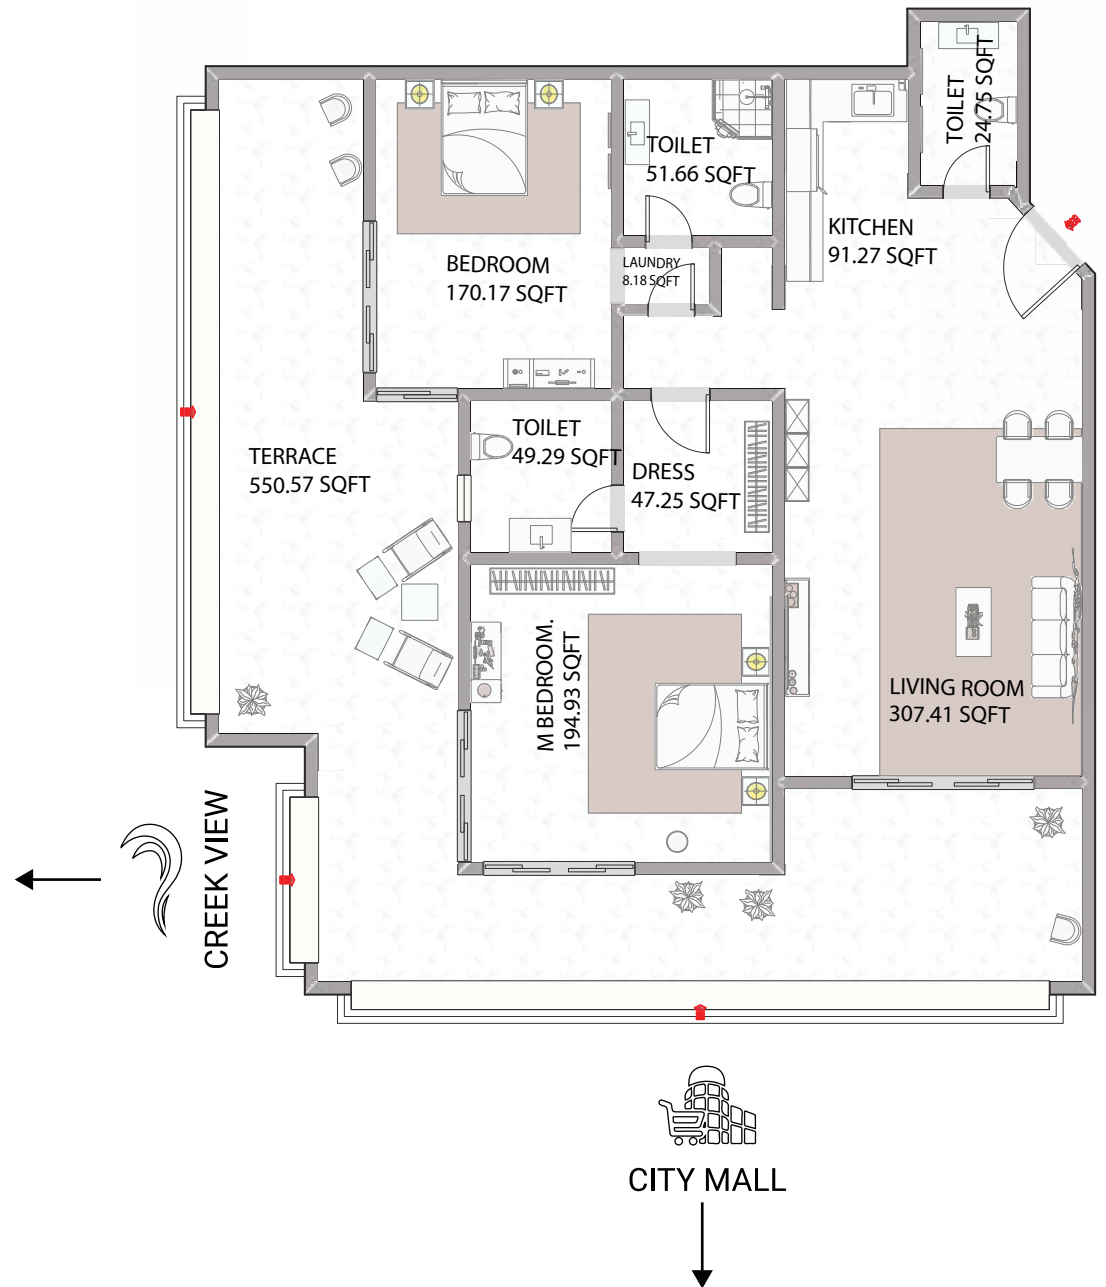 TOILET
24.75 SQFT
TOILET
51.66 SQFT
KITCHEN
91.27 SQFT
BEDROOM
170.17 SQFT
LAUNDRY
8.18 SQFT
TOILET
49.29 SQFT
TERRACE
550.57 SQFT
DRESS
47.25 SQFT
M BEDROOM.
194.93 SQFT
LIVING ROOM
307.41 SQFT
CREEK VIEW
CITY MALL